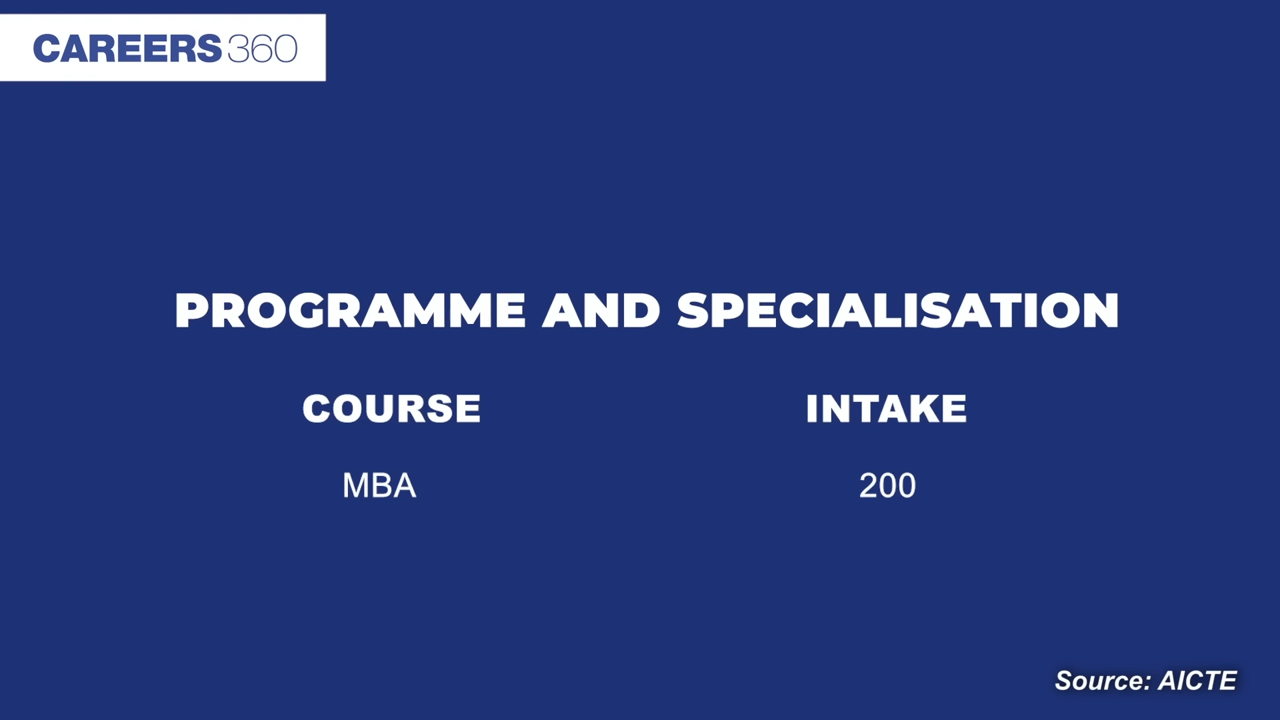 CAREERS360
PROGRAMME AND SPECIALISATION
COURSE INTAKE
MBA 200
Source: AICTE